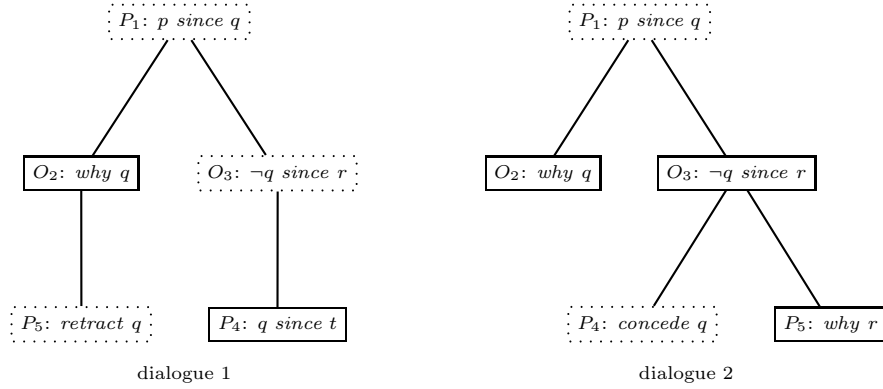 P1: p since q
P1: p since q
O2: why q
O3: ¬q since r
O2: why q
O3: ¬q since r
P5: retract q
P4: q since t
P4: concede q
P5: why r
dialogue 1
dialogue 2